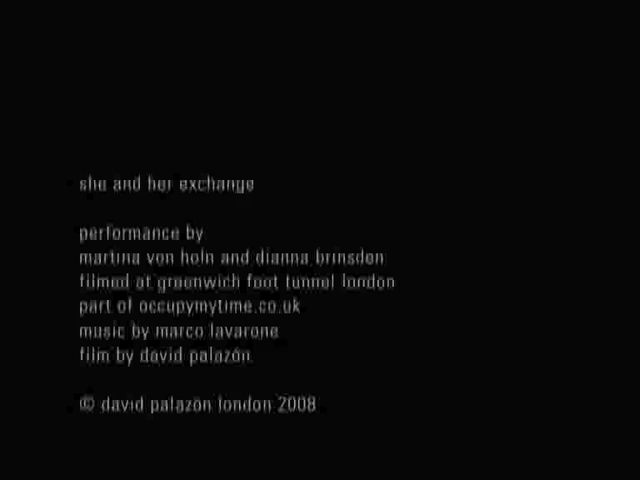 she and her exchange
performance by
martina von holn and dianna brinsden
filmed at greenwich foot tunnel london
part of occupymytime.co.uk
music by marco lavarone
film by david palazón
© david palazón london 2008